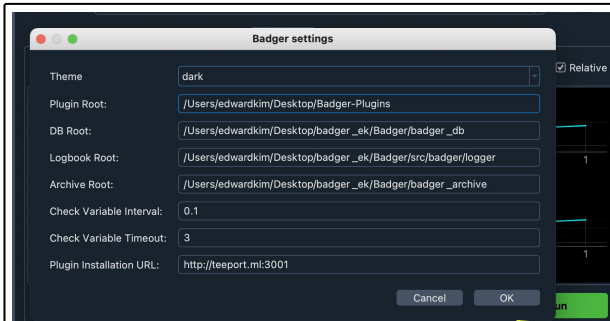 Badger settings
Theme dark
Relative
Plugin Root: /Users/edwardkim/Desktop/Badger-Plugins
DB Root: /Users/edwardkim/Desktop/badger_ek/Badger/badger_db
Logbook Root: /Users/edwardkim/Desktop/badger_ek/Badger/src/badger/logger
1
Archive Root: /Users/edwardkim/Desktop/badger_ek/Badger/badger_archive
Check Variable Interval: 0.1
Check Variable Timeout: 3
1
Plugin Installation URL: http://teeport.ml:3001
Cancel OK
un